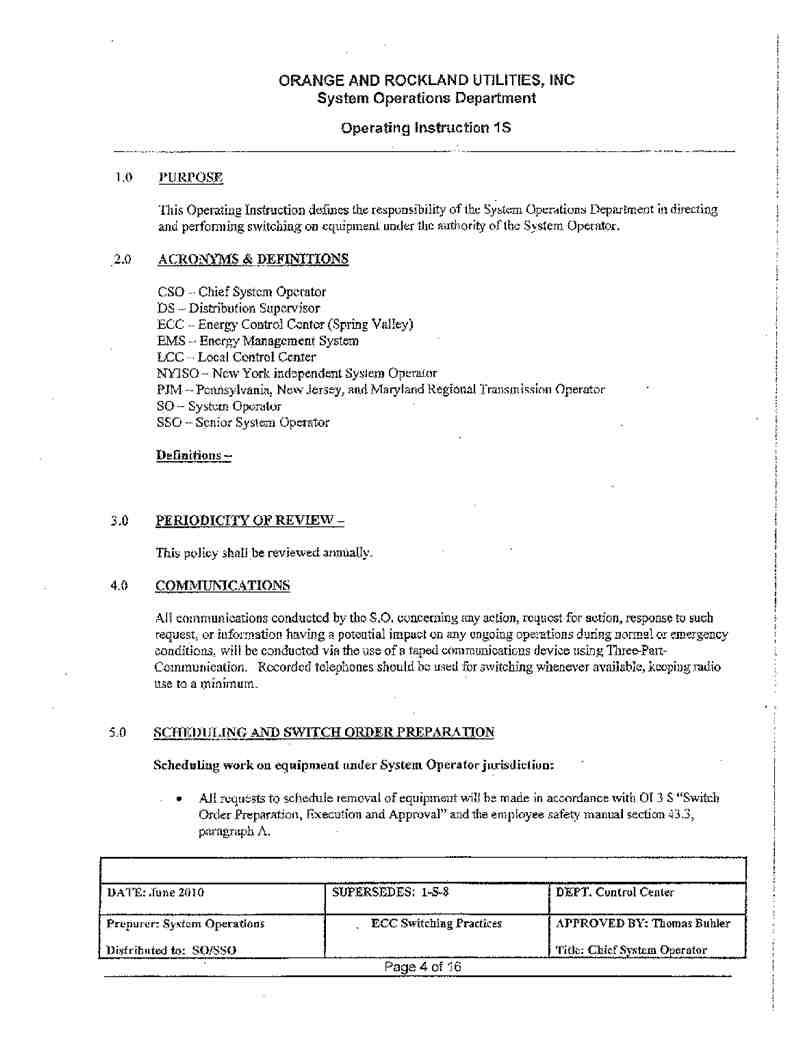 ORANGE AND ROCKLAND UTILITIES, INC
System Operations Department
Operating Instruction 1S
1.0 PURPOSE
This Operating Instruction defines the responsibility of the System Operations Department in directing
and performing switching on equipment under the authority of the System Operator.
2.0 ACRONYMS & DEFINITIONS
CSO – Chief System Operator
DS – Distribution Supervisor
ECC – Energy Control Center (Spring Valley)
EMS – Energy Management System
LCC – Local Control Center
NYISO – New York independent System Operator
PJM – Pennsylvania, New Jersey, and Maryland Regional Transmission Operator
SO – System Operator
SSO – Senior System Operator
Definitions –
3.0 PERIODICITY OF REVIEW –
This policy shall be reviewed annually.
4.0 COMMUNICATIONS
All communications conducted by the S.O. concerning any action, request for action, response to such
request, or information having a potential impact on any ongoing operations during normal or emergency
conditions, will be conducted via the use of a taped communications device using Three-Part-
Communication. Recorded telephones should be used for switching whenever available, keeping radio
use to a minimum.
5.0 SCHEDULING AND SWITCH ORDER PREPARATION
Scheduling work on equipment under System Operator jurisdiction:
• All requests to schedule removal of equipment will be made in accordance with OI 3 S “Switch
Order Preparation, Execution and Approval” and the employee safety manual section 43.3,
paragraph A.
DATE: June 2010 SUPERSEDES: 1-S-8 DEPT. Control Center
Preparer: System Operations ECC Switching Practices APPROVED BY: Thomas Buhler
Distributed to: SO/SSO Title: Chief System Operator
Page 4 of 16